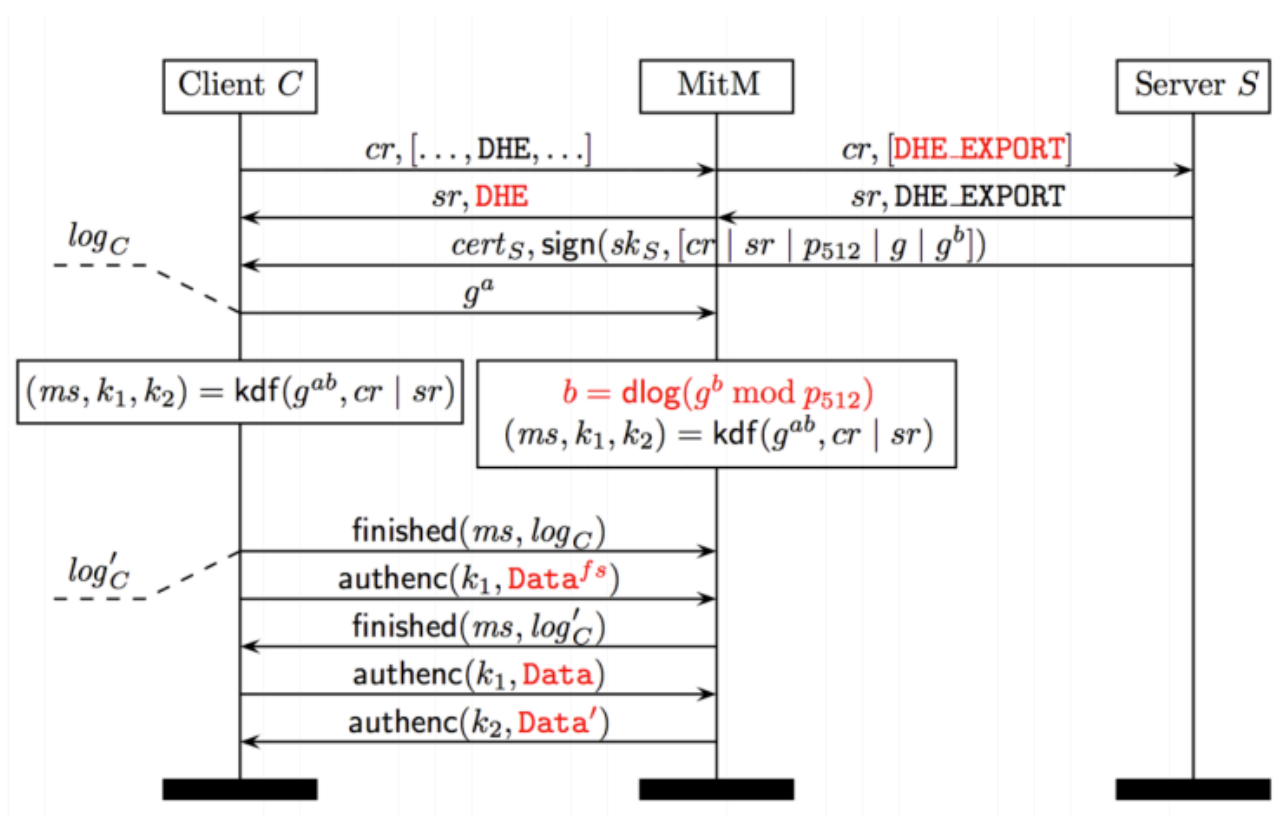 Client C MitM Server S
cr, [. . . , DHE, . . .] cr, [DHE_EXPORT]
sr, DHE sr, DHE_EXPORT
log_C
cert_S, sign(sk_S, [cr | sr | p_512 | g | g^b])
g^a
(ms, k_1, k_2) = kdf(g^{ab}, cr | sr)
b = dlog(g^b mod p_512)
(ms, k_1, k_2) = kdf(g^{ab}, cr | sr)
finished(ms, log_C)
log'_C
authenc(k_1, Data^{fs})
finished(ms, log'_C)
authenc(k_1, Data)
authenc(k_2, Data')